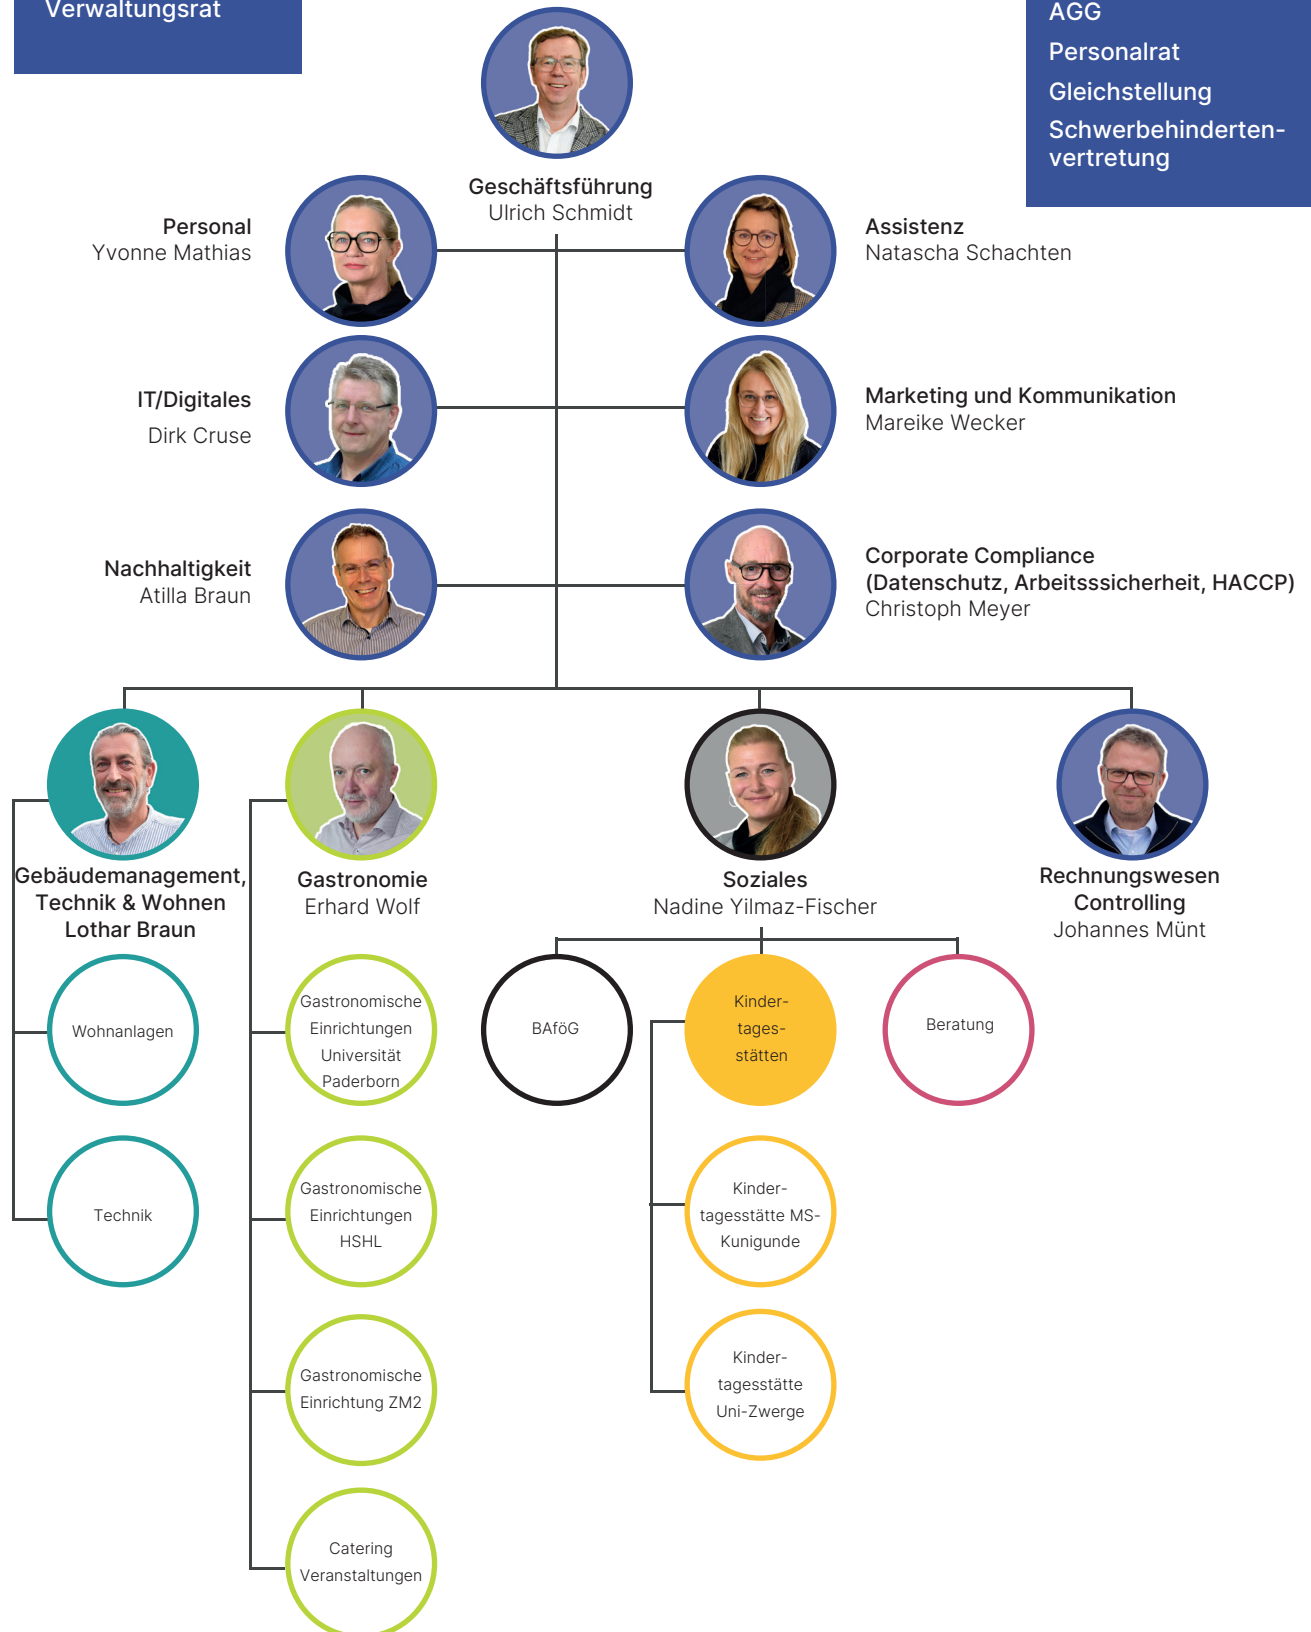 Verwaltungsrat
AGG
Personalrat
Gleichstellung
Schwerbehinderten-
vertretung
Geschäftsführung
Ulrich Schmidt
Personal
Yvonne Mathias
Assistenz
Natascha Schachten
IT/Digitales
Dirk Cruse
Marketing und Kommunikation
Mareike Wecker
Nachhaltigkeit
Atilla Braun
Corporate Compliance
(Datenschutz, Arbeitsssicherheit, HACCP)
Christoph Meyer
Gebäudemanagement,
Technik & Wohnen
Lothar Braun
Gastronomie
Erhard Wolf
Soziales
Nadine Yilmaz-Fischer
Rechnungswesen
Controlling
Johannes Münt
Wohnanlagen
Technik
Gastronomische
Einrichtungen
Universität
Paderborn
Gastronomische
Einrichtungen
HSHL
Gastronomische
Einrichtung ZM2
Catering
Veranstaltungen
BAföG
Kinder-
tages-
stätten
Kinder-
tagesstätte MS-
Kunigunde
Kinder-
tagesstätte
Uni-Zwerge
Beratung